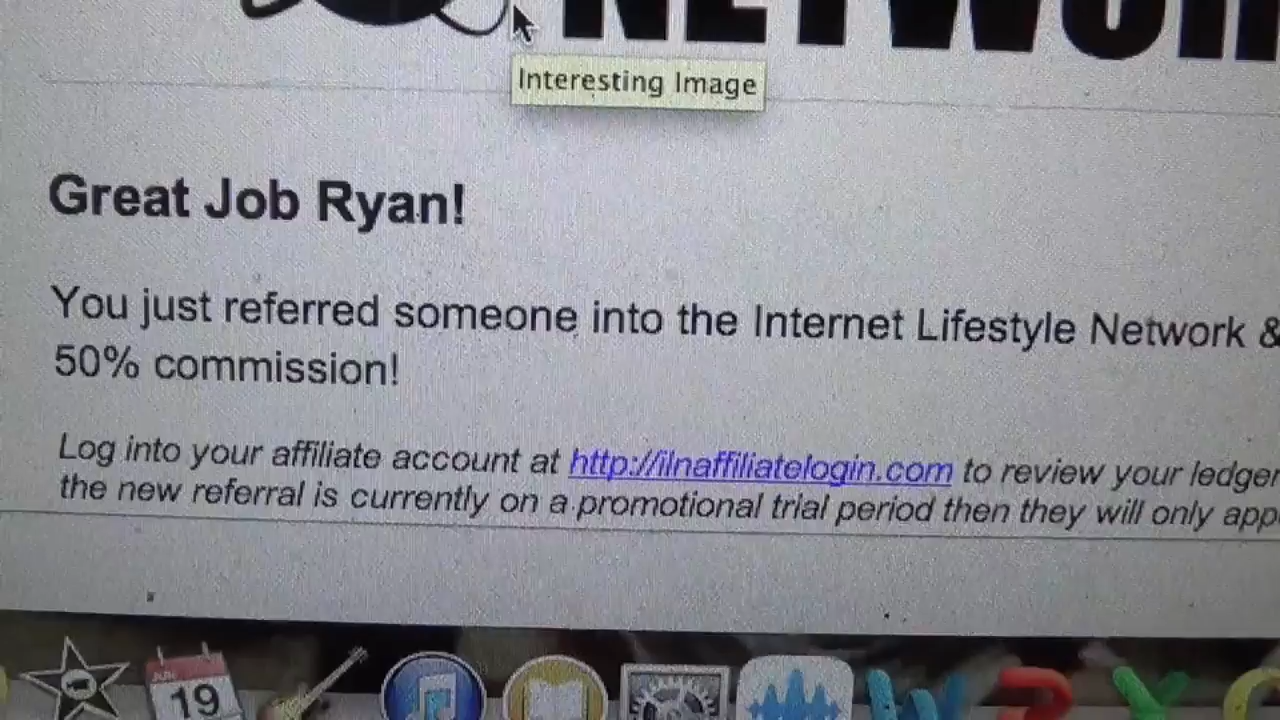 NETWOR
Interesting Image
Great Job Ryan!
You just referred someone into the Internet Lifestyle Network &
50% commission!
Log into your affiliate account at http://ilnaffiliatelogin.com to review your ledger
the new referral is currently on a promotional trial period then they will only app
19